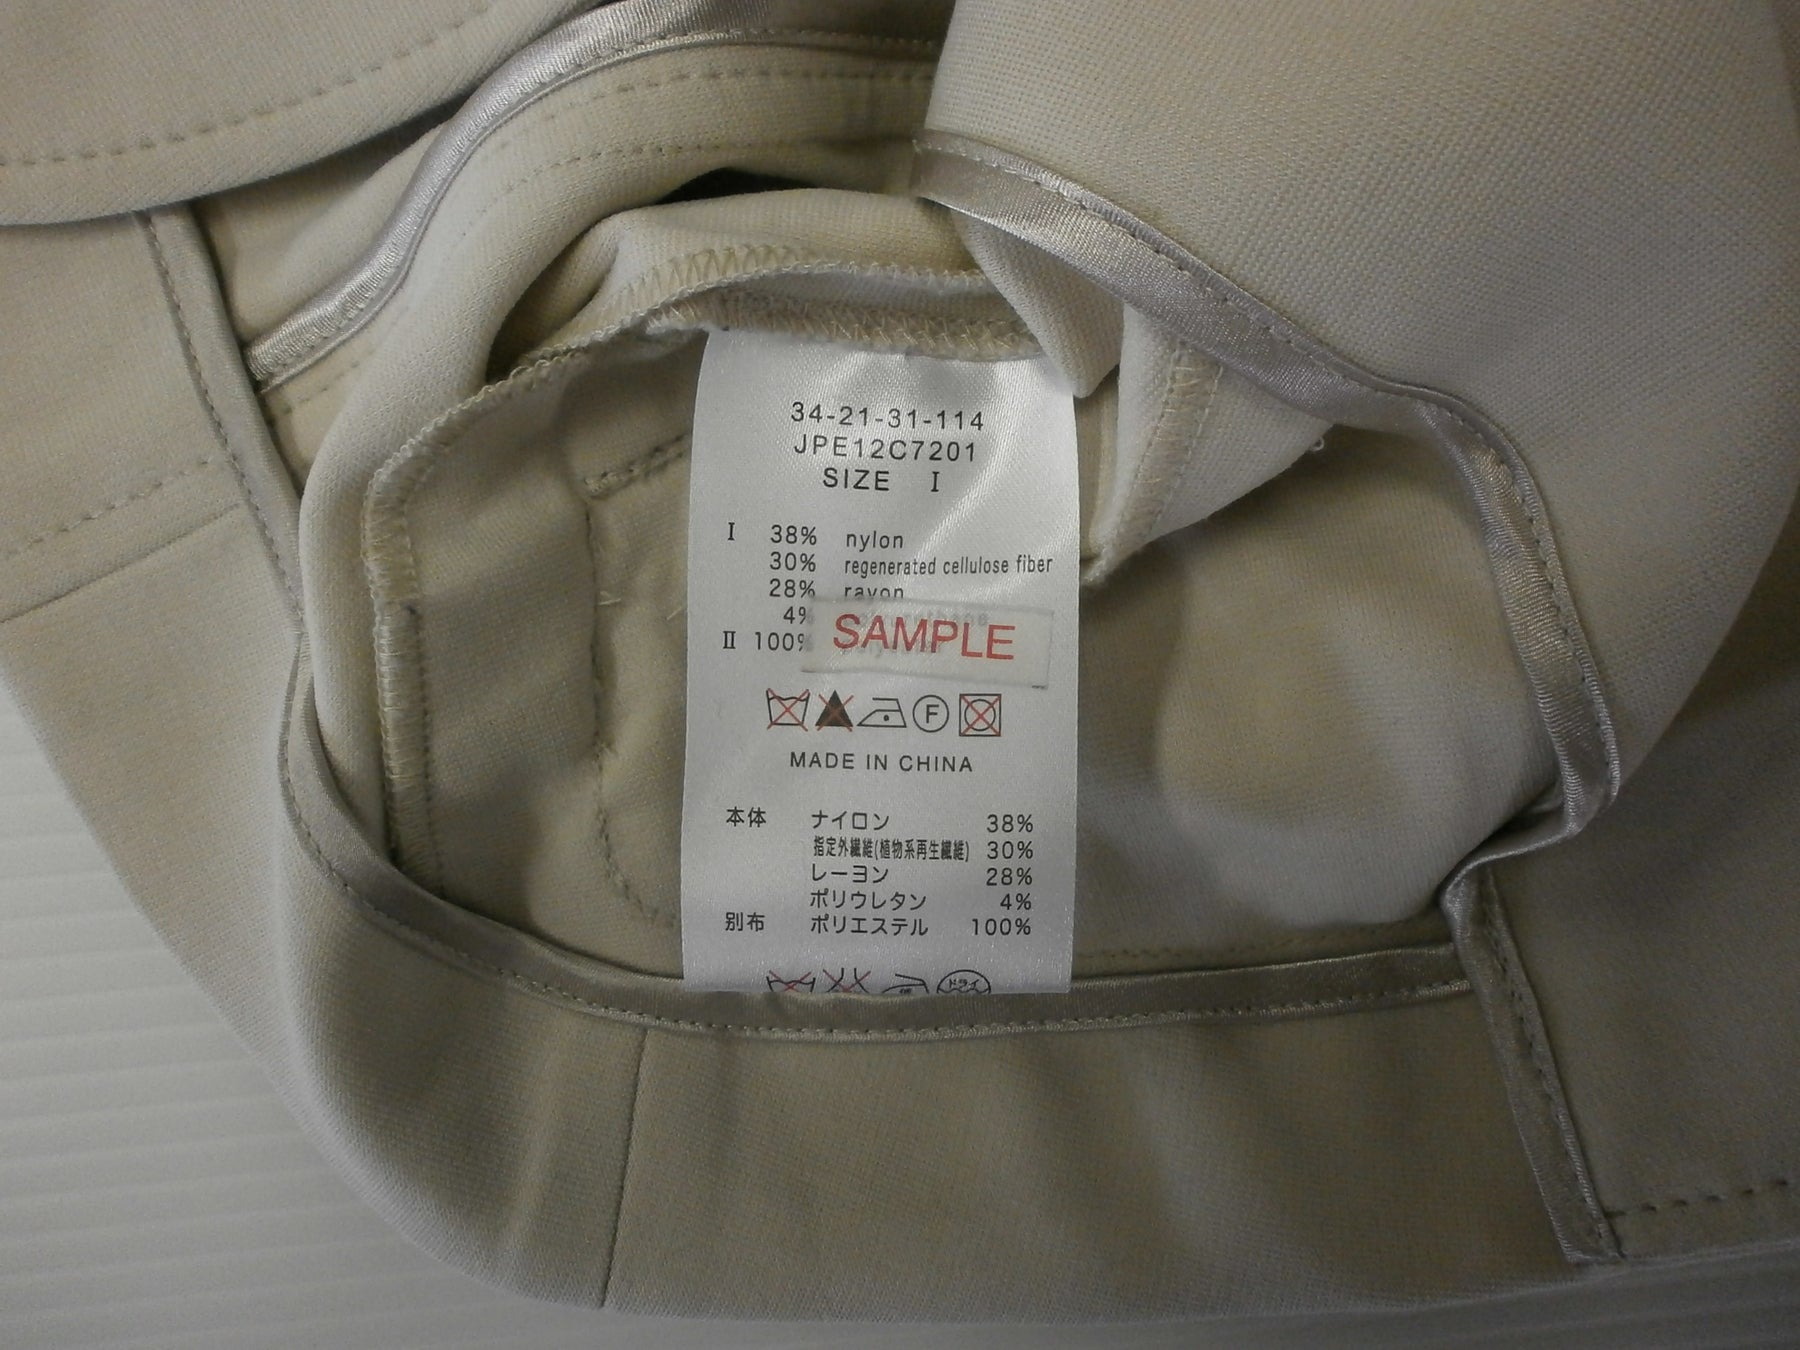 34-21-31-114
JPE12C7201
SIZE I
I 38% nylon
30% regenerated cellulose fiber
28% rayon
4%
II 100%
SAMPLE
F
MADE IN CHINA
本体 ナイロン 38%
指定外繊維(植物系再生繊維) 30%
レーヨン 28%
ポリウレタン 4%
別布 ポリエステル 100%
ドライ